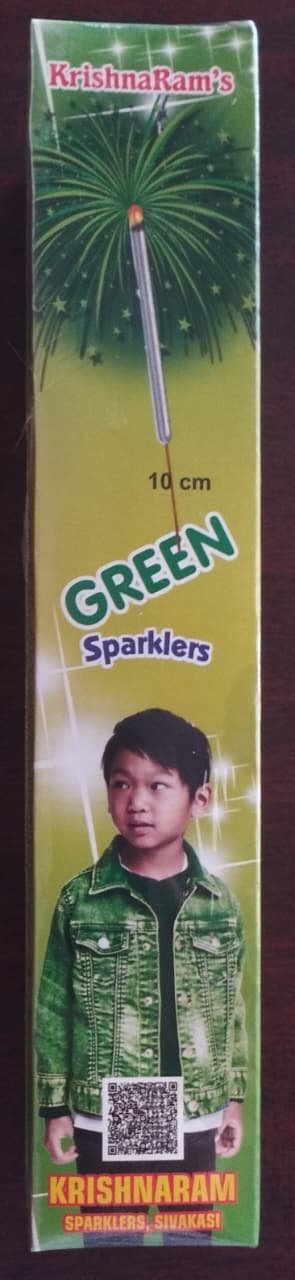 KrishnaRam's
10 cm
GREEN
Sparklers
KRISHNARAM
SPARKLERS, SIVAKASI